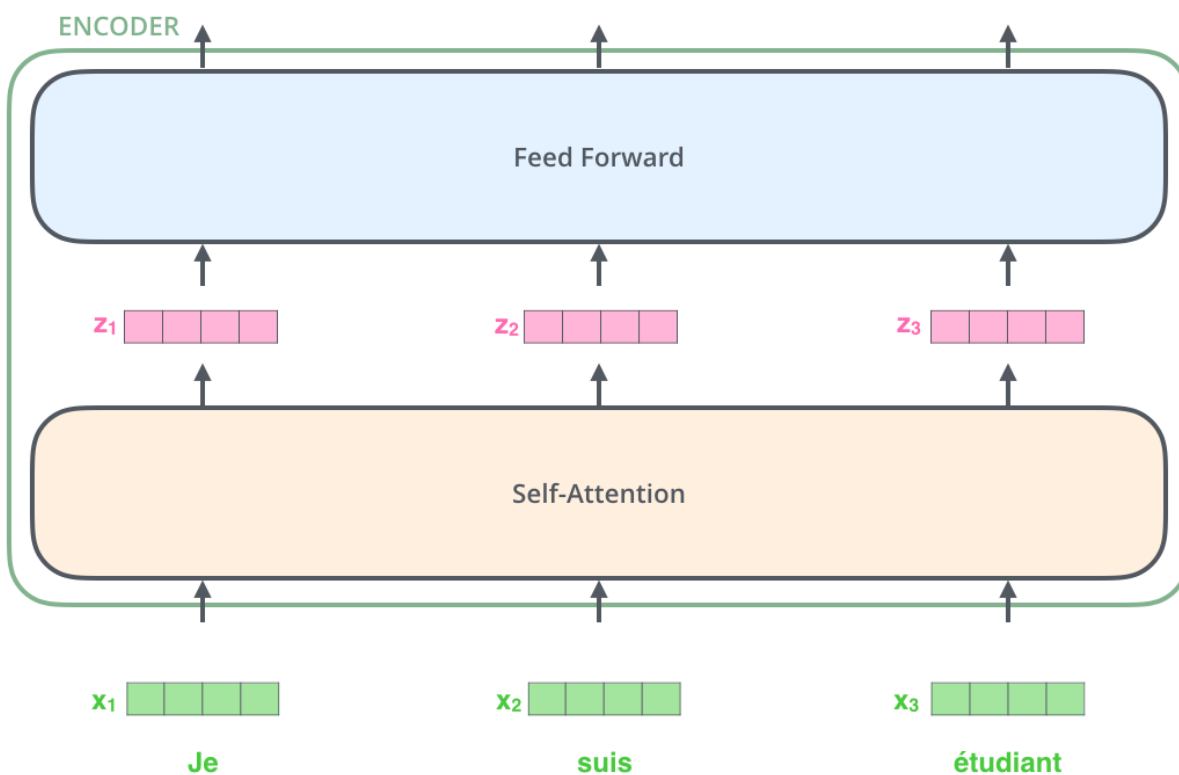 ENCODER
Feed Forward
z₁ z₂ z₃
Self-Attention
x₁ x₂ x₃
Je suis étudiant